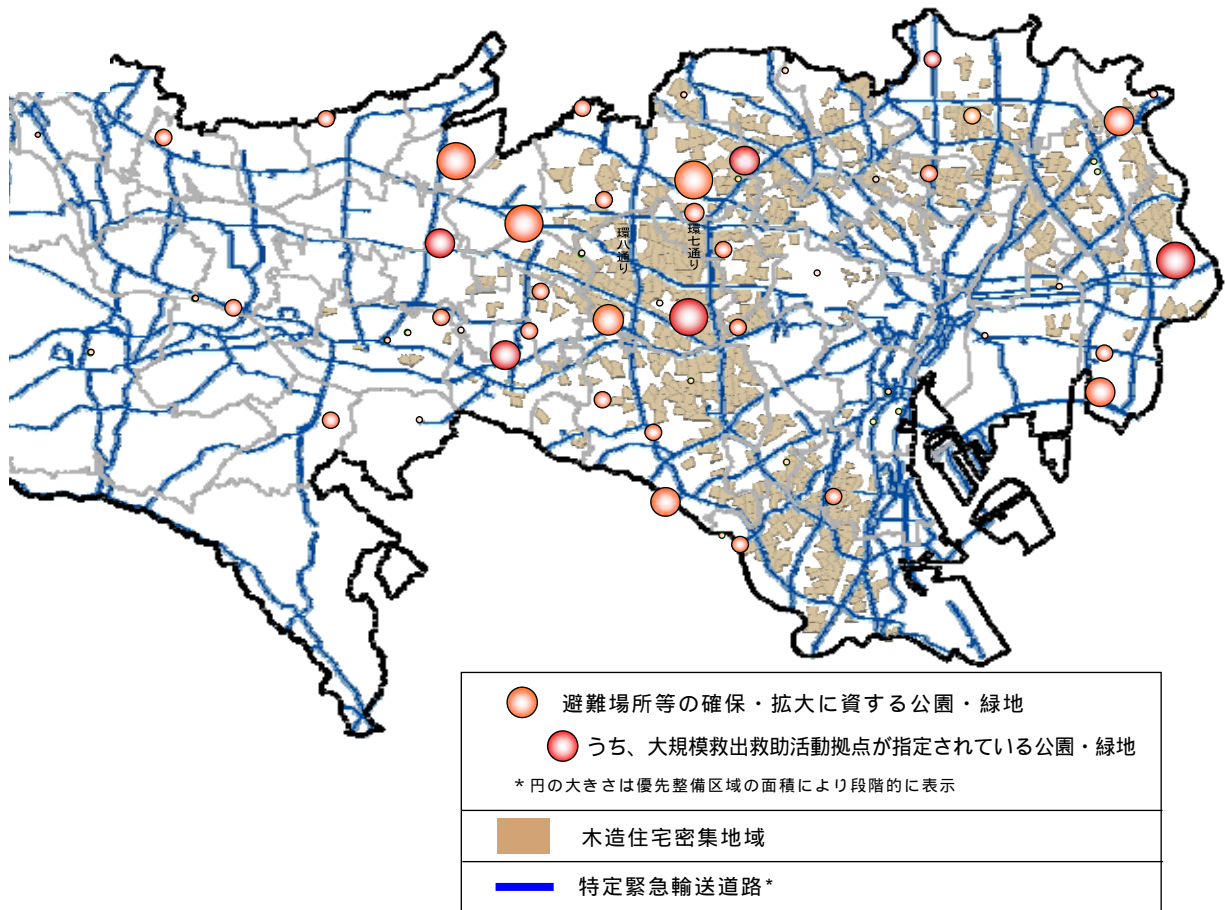 環八通り
環七通り
避難場所等の確保・拡大に資する公園・緑地
うち、大規模救出救助活動拠点が指定されている公園・緑地
*円の大きさは優先整備区域の面積により段階的に表示
木造住宅密集地域
特定緊急輸送道路*